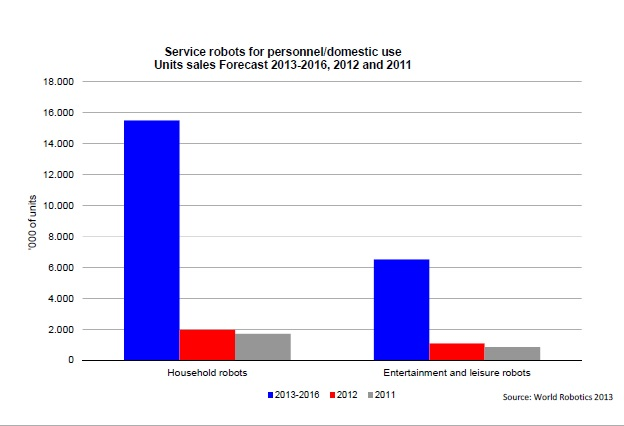 Service robots for personnel/domestic use
Units sales Forecast 2013-2016, 2012 and 2011
18.000
16.000
14.000
12.000
10.000
8.000
6.000
4.000
2.000
0
'000 of units
Household robots
Entertainment and leisure robots
2013-2016 2012 2011
Source: World Robotics 2013